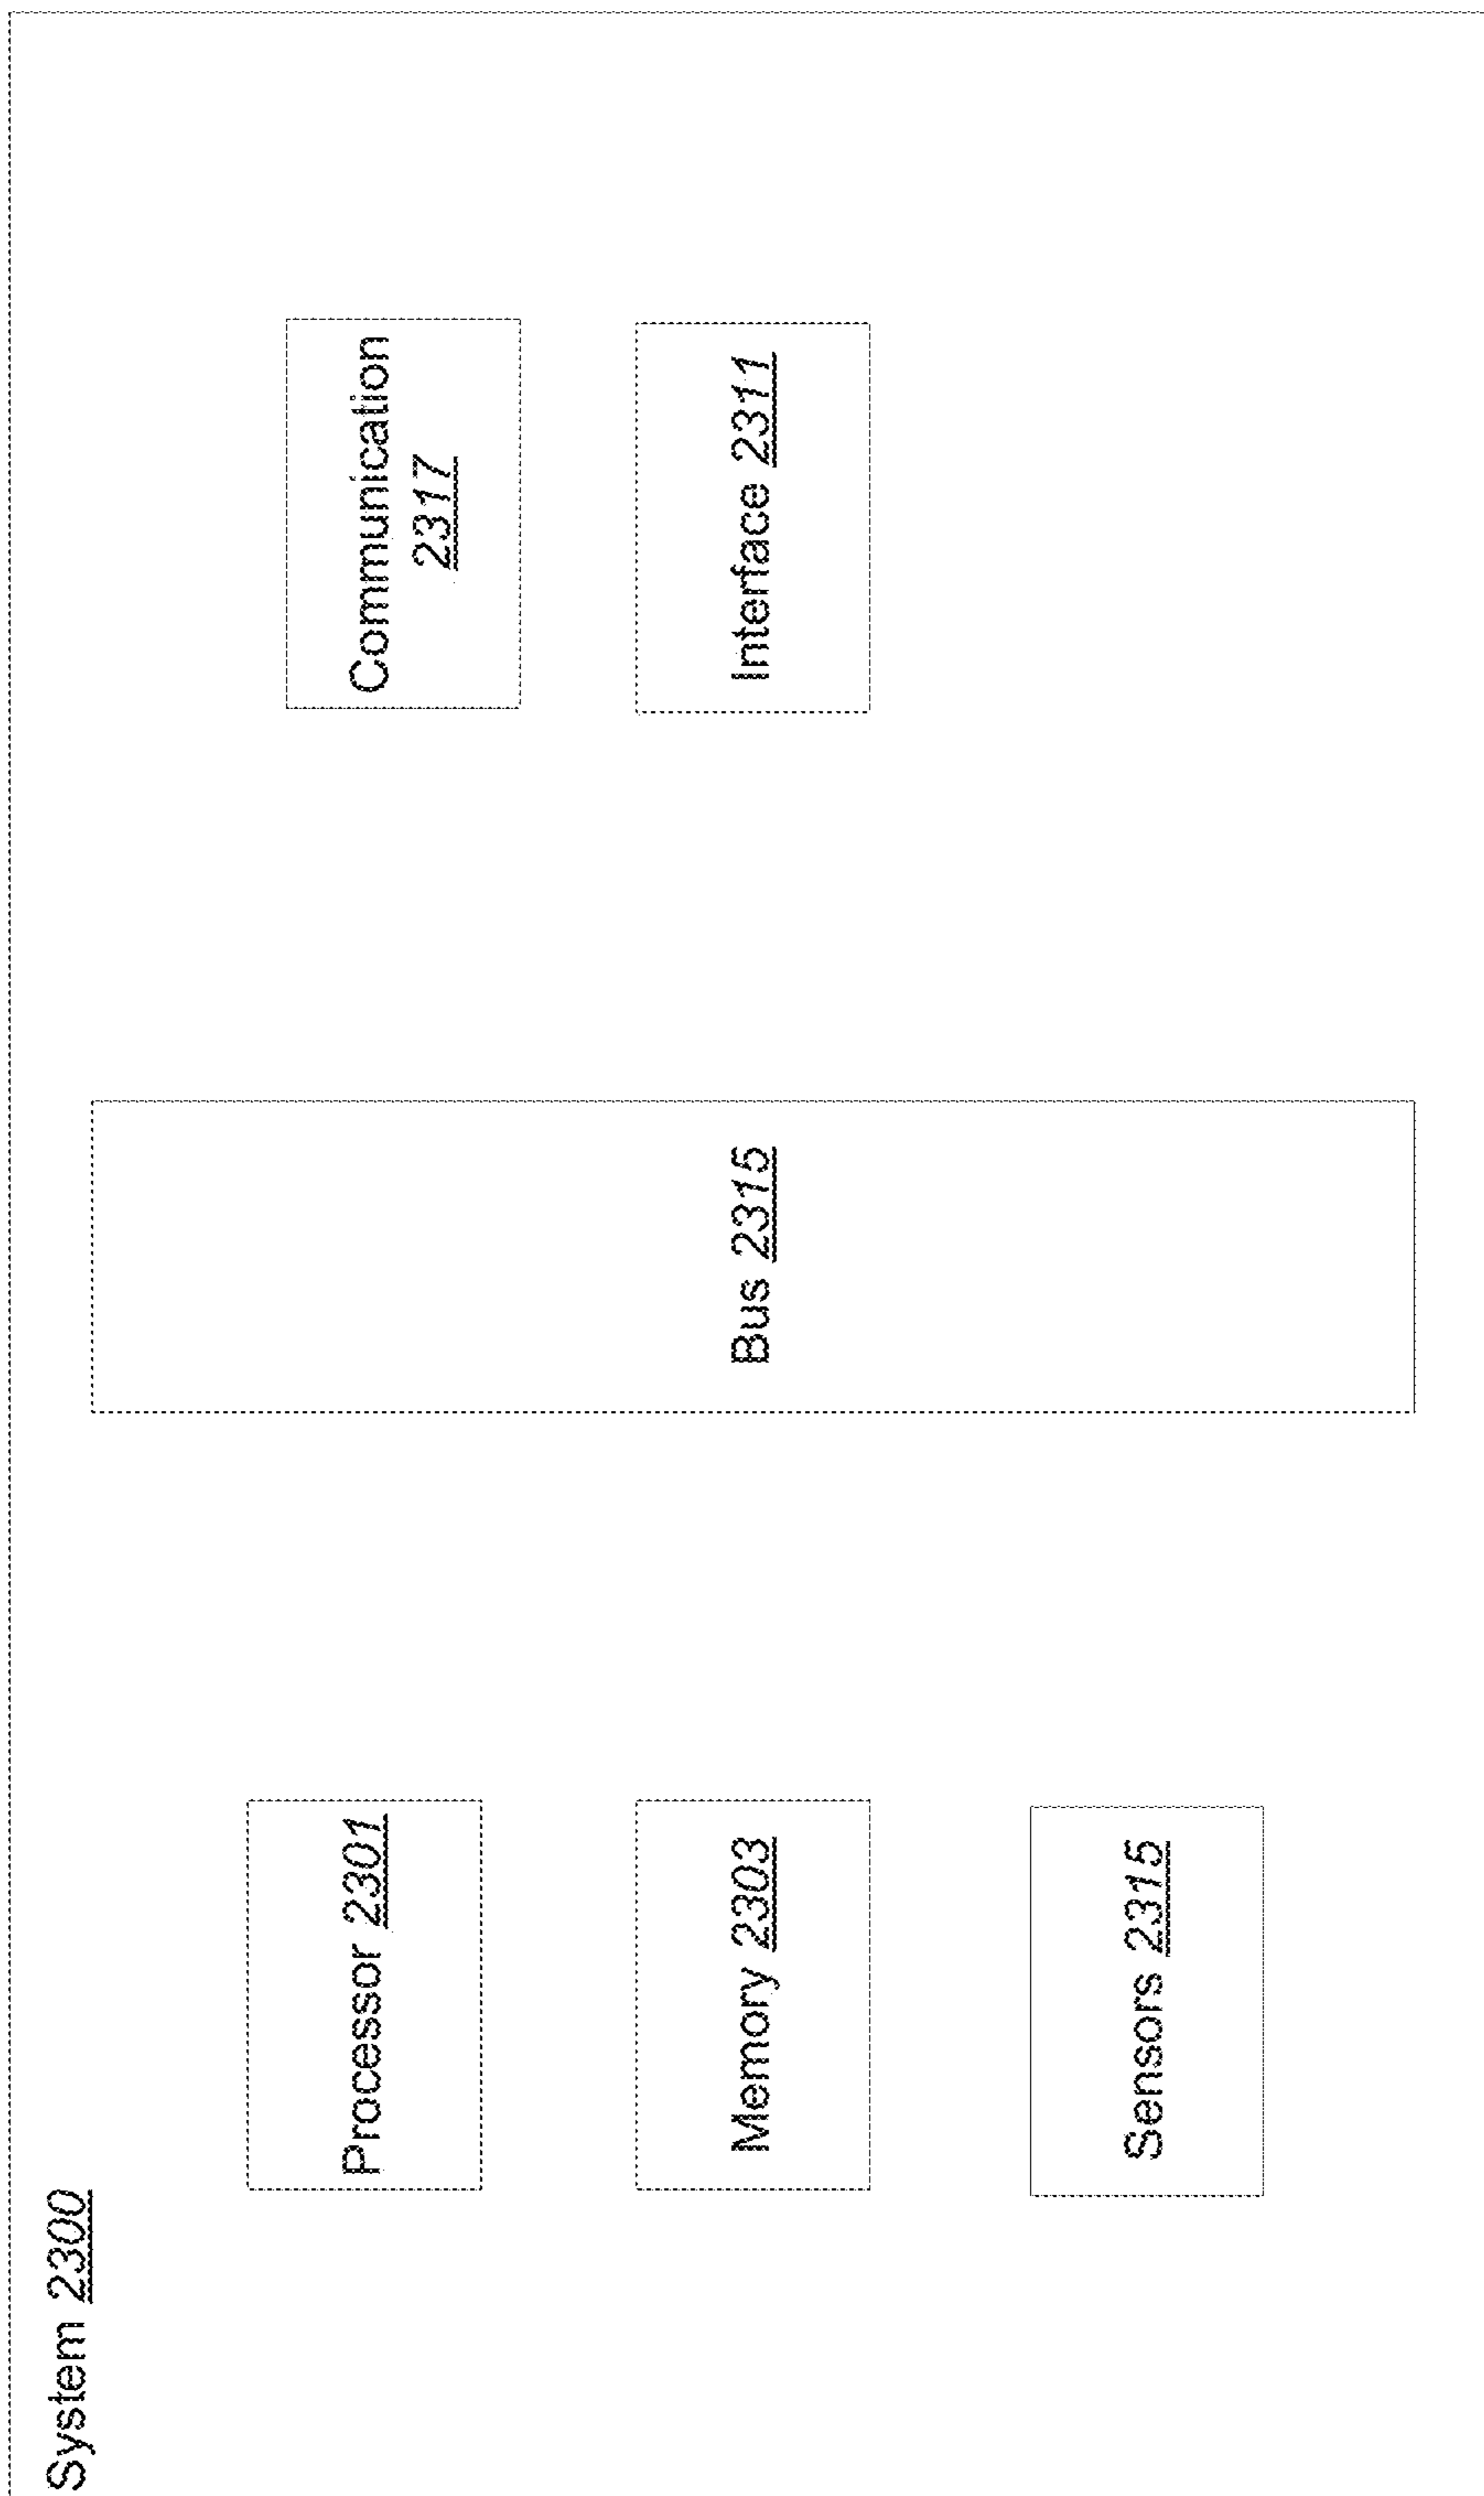 System 2300
Processor 2301
Memory 2303
Sensors 2315
Bus 2315
Communication
2317
Interface 2311